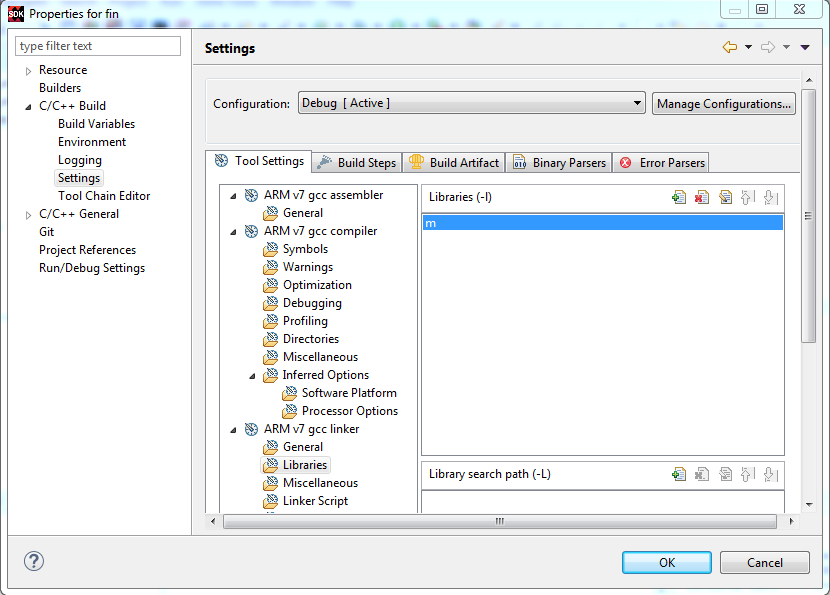 SDK Properties for fin
type filter text
Resource
Builders
C/C++ Build
Build Variables
Environment
Logging
Settings
Tool Chain Editor
C/C++ General
Git
Project References
Run/Debug Settings
Settings
Configuration: Debug [ Active ] Manage Configurations...
Tool Settings Build Steps Build Artifact 010 Binary Parsers Error Parsers
ARM v7 gcc assembler
General
ARM v7 gcc compiler
Symbols
Warnings
Optimization
Debugging
Profiling
Directories
Miscellaneous
Inferred Options
Software Platform
Processor Options
ARM v7 gcc linker
General
Libraries
Miscellaneous
Linker Script
Libraries (-l)
m
Library search path (-L)
OK Cancel